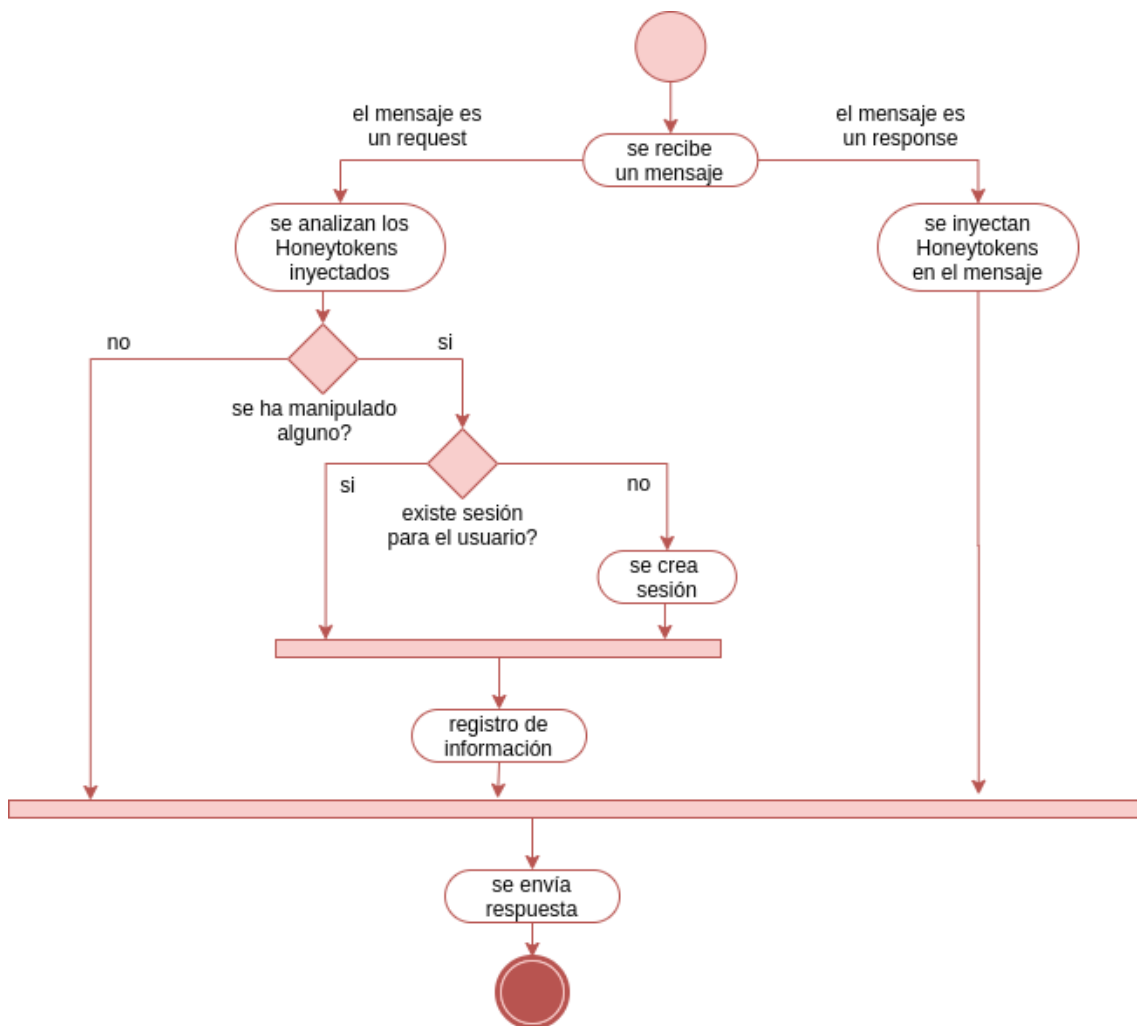 el mensaje es
un request
el mensaje es
un response
se recibe
un mensaje
se analizan los
Honeytokens
inyectados
se inyectan
Honeytokens
en el mensaje
no
si
se ha manipulado
alguno?
si
no
existe sesión
para el usuario?
se crea
sesión
registro de
información
se envía
respuesta